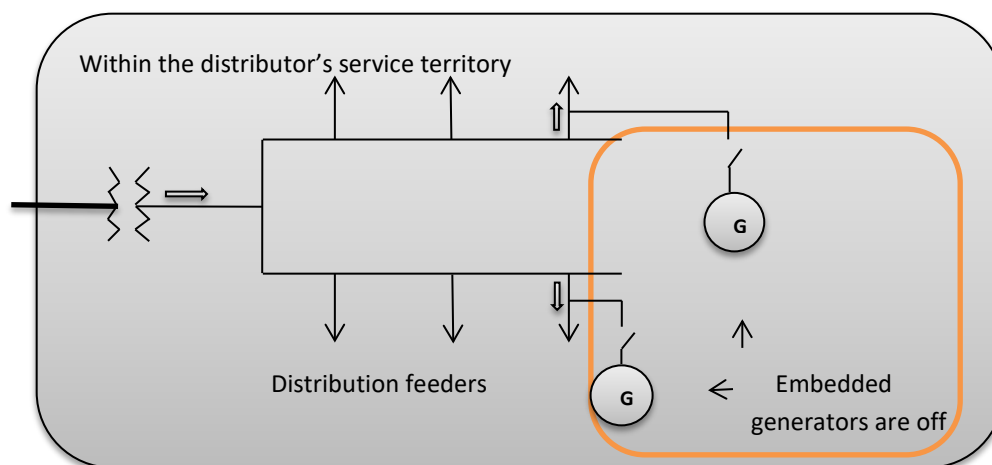 Within the distributor's service territory
G
G
Distribution feeders
Embedded
generators are off